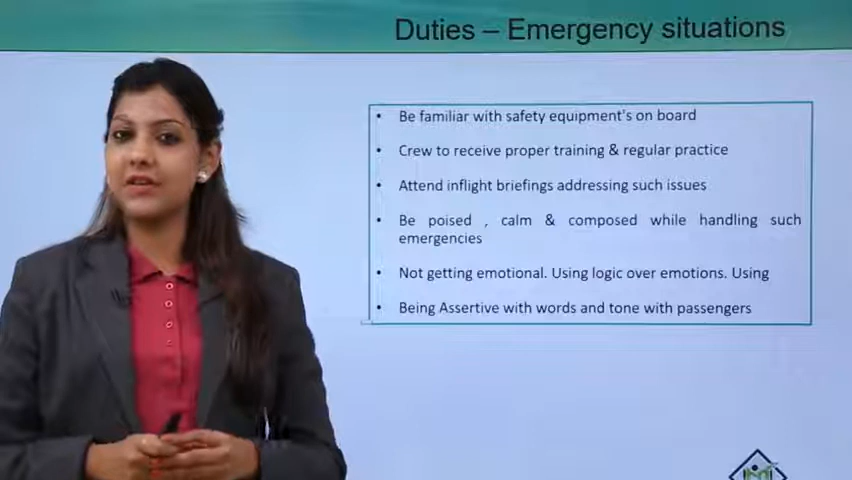 Duties – Emergency situations
• Be familiar with safety equipment's on board
• Crew to receive proper training & regular practice
• Attend inflight briefings addressing such issues
• Be poised , calm & composed while handling such
emergencies
• Not getting emotional. Using logic over emotions. Using
• Being Assertive with words and tone with passengers